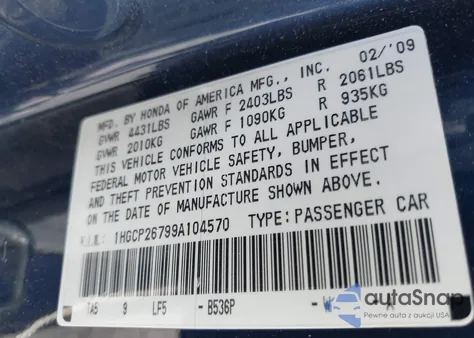 MFD. BY HONDA OF AMERICA MFG., INC. 02/'09
GVWR 4431LBS GAWR F 2403LBS R 2061LBS
GVWR 2010KG GAWR F 1090KG R 935KG
THIS VEHICLE CONFORMS TO ALL APPLICABLE
FEDERAL MOTOR VEHICLE SAFETY, BUMPER,
AND THEFT PREVENTION STANDARDS IN EFFECT
ON THE DATE OF MANUFACTURE SHOWN ABOVE.
V.I.N.: 1HGCP26799A104570 TYPE:PASSENGER CAR
TA5 9 LF5 - B536P
autoSnap
Pewne auta z aukcji USA